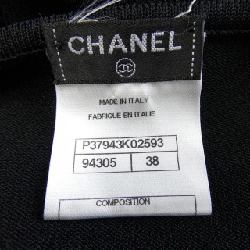 CHANEL
MADE IN ITALY
FABRIQUE EN ITALIE
P37943K02593
94305 38
COMPOSITION